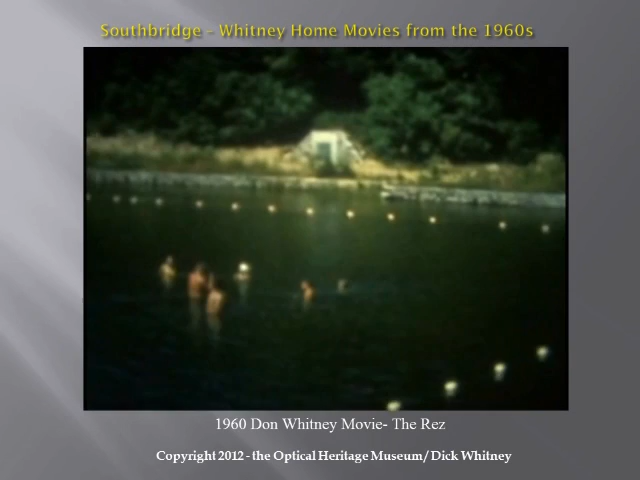 Southbridge - Whitney Home Movies from the 1960s
1960 Don Whitney Movie- The Rez
Copyright 2012 - the Optical Heritage Museum / Dick Whitney